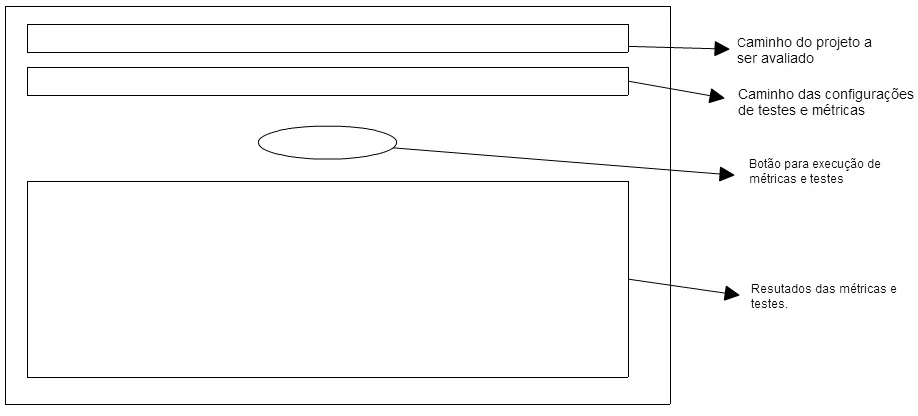 Caminho do projeto a
ser avaliado
Caminho das configurações
de testes e métricas
Botão para execução de
métricas e testes
Resutados das métricas e
testes.